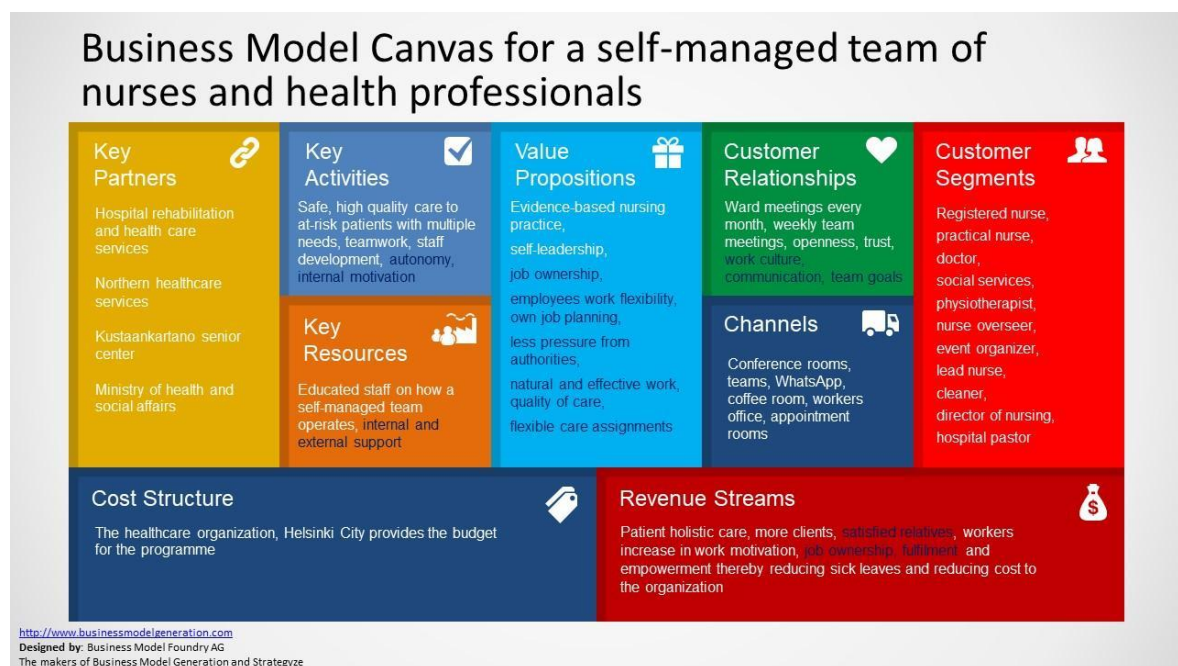 Business Model Canvas for a self-managed team of
nurses and health professionals
Key
Partners
Hospital rehabilitation
and health care
services
Northern healthcare
services
Kustaankartano senior
center
Ministry of health and
social affairs
Key
Activities
Safe, high quality care to
at-risk patients with multiple
needs, teamwork, staff
development, autonomy,
internal motivation
Key
Resources
Educated staff on how a
self-managed team
operates, internal and
external support
Value
Propositions
Evidence-based nursing
practice,
self-leadership,
job ownership,
employees work flexibility,
own job planning,
less pressure from
authorities,
natural and effective work,
quality of care,
flexible care assignments
Customer
Relationships
Ward meetings every
month, weekly team
meetings, openness, trust,
work culture,
communication, team goals
Channels
Conference rooms,
teams, WhatsApp,
coffee room, workers
office, appointment
rooms
Customer
Segments
Registered nurse,
practical nurse,
doctor,
social services,
physiotherapist,
nurse overseer,
event organizer,
lead nurse,
cleaner,
director of nursing,
hospital pastor
Cost Structure
The healthcare organization, Helsinki City provides the budget
for the programme
Revenue Streams
$
Patient holistic care, more clients, satisfied relatives, workers
increase in work motivation, job ownership, fulfilment and
empowerment thereby reducing sick leaves and reducing cost to
the organization
http://www.businessmodelgeneration.com
Designed by: Business Model Foundry AG
The makers of Business Model Generation and Strategyze